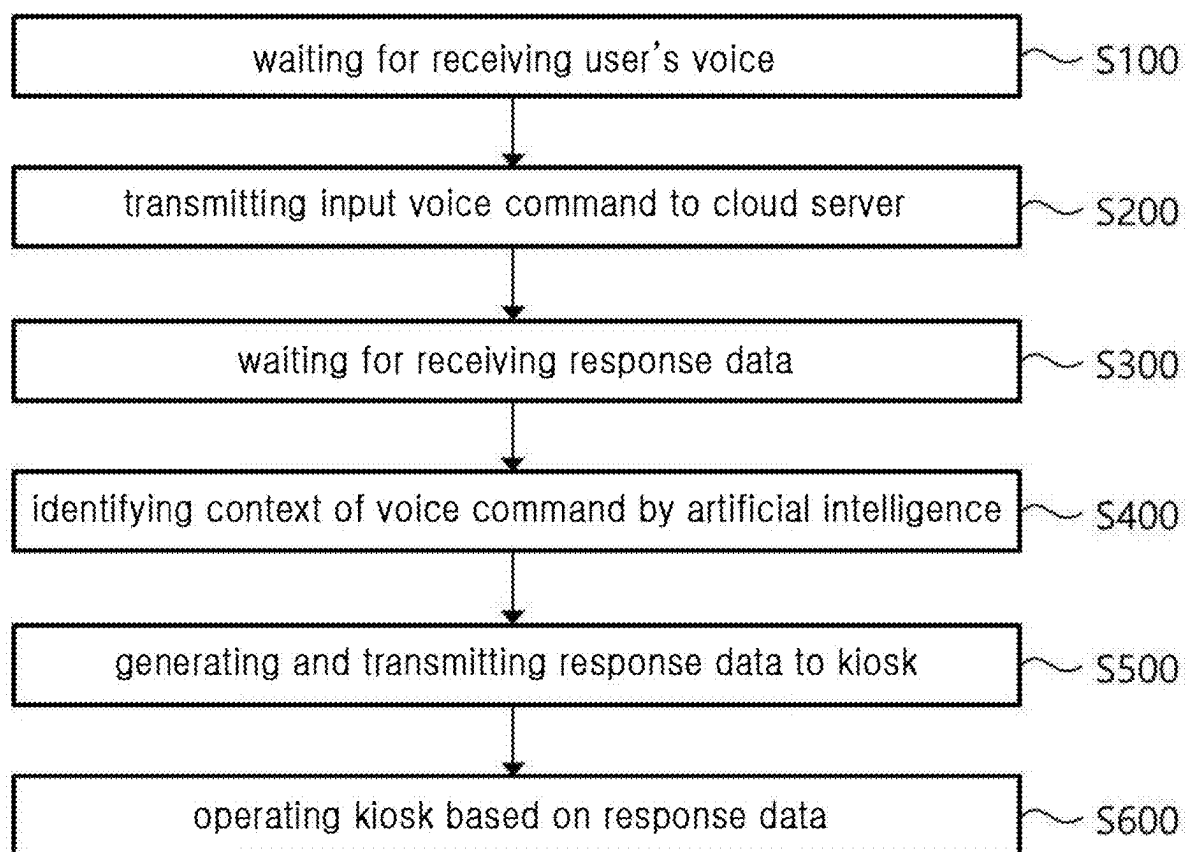 waiting for receiving user's voice S100
transmitting input voice command to cloud server S200
waiting for receiving response data S300
identifying context of voice command by artificial intelligence S400
generating and transmitting response data to kiosk S500
operating kiosk based on response data S600